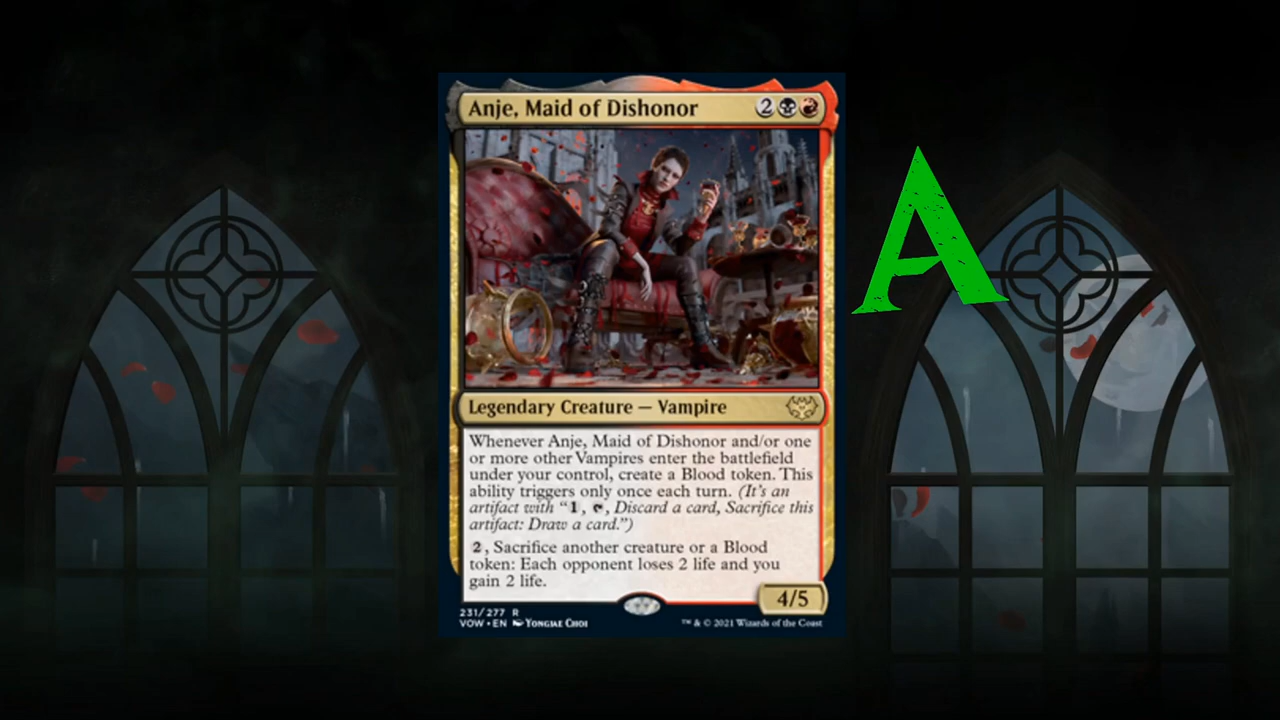 Anje, Maid of Dishonor 2
A
Legendary Creature — Vampire
Whenever Anje, Maid of Dishonor and/or one
or more other Vampires enter the battlefield
under your control, create a Blood token. This
ability triggers only once each turn. (It's an
artifact with "1, , Discard a card, Sacrifice this
artifact: Draw a card.")
2, Sacrifice another creature or a Blood
token: Each opponent loses 2 life and you
gain 2 life.
4/5
231/277 R
VOW • EN Yongjae Choi ™ & © 2021 Wizards of the Coast